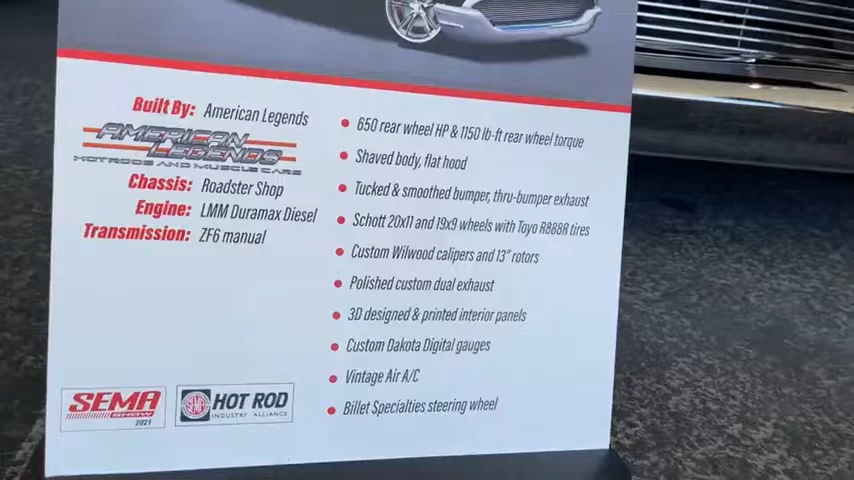 Built By: American Legends
AMERICAN
LEGENDS
HOT RODS AND MUSCLE CARS
Chassis: Roadster Shop
Engine: LMM Duramax Diesel
Transmission: ZF6 manual
650 rear wheel HP & 1150 lb-ft rear wheel torque
Shaved body, flat hood
Tucked & smoothed bumper, thru-bumper exhaust
Schott 20x11 and 19x9 wheels with Toyo R888R tires
Custom Wilwood calipers and 13" rotors
Polished custom dual exhaust
3D designed & printed interior panels
Custom Dakota Digital gauges
Vintage Air A/C
Billet Specialties steering wheel
SEMA
SHOW
2021
SEMA
HOT ROD
INDUSTRY ALLIANCE